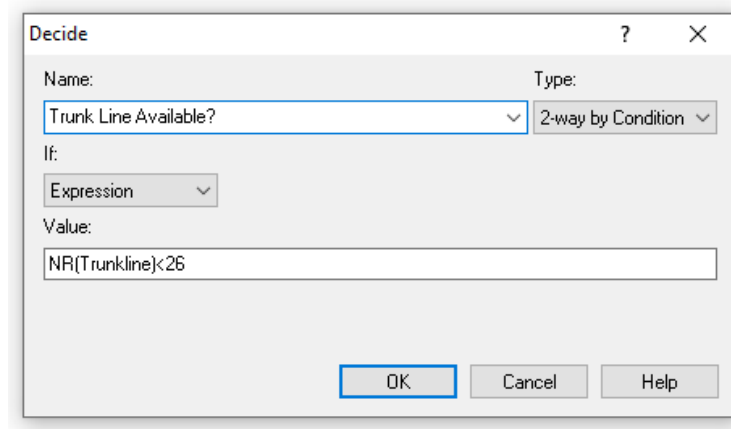 Decide ?
Name: Type:
Trunk Line Available? 2-way by Condition
If:
Expression
Value:
NR(Trunkline)<26
OK Cancel Help